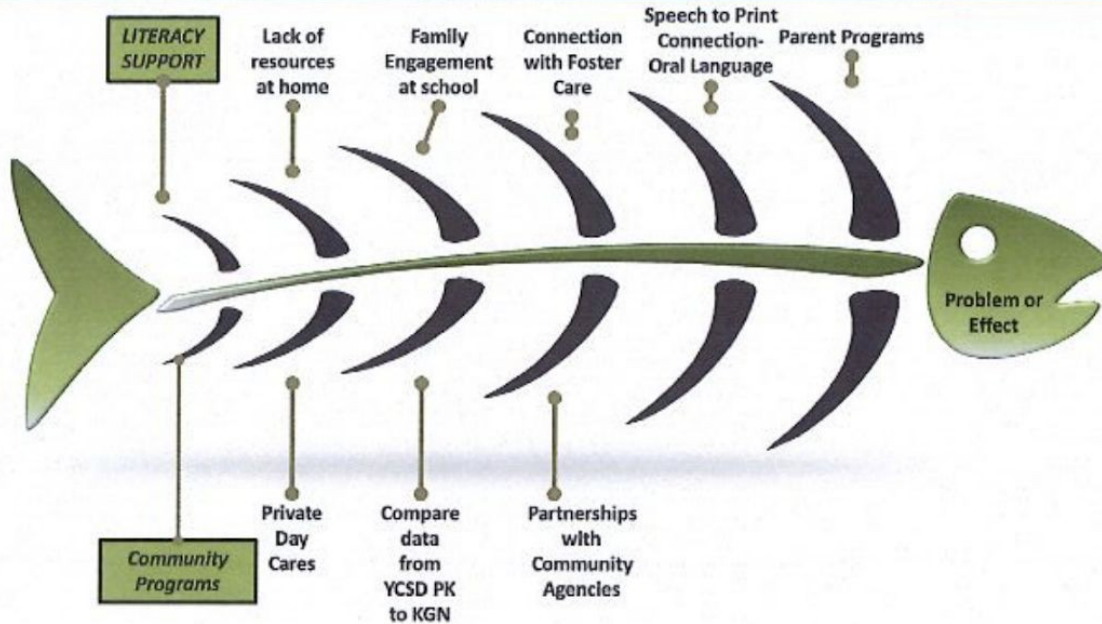 LITERACY
SUPPORT
Lack of
resources
at home
Family
Engagement
at school
Connection
with Foster
Care
Speech to Print
Connection-
Oral Language
Parent Programs
Problem or
Effect
Community
Programs
Private
Day
Cares
Compare
data
from
YCSD PK
to KGN
Partnerships
with
Community
Agencies